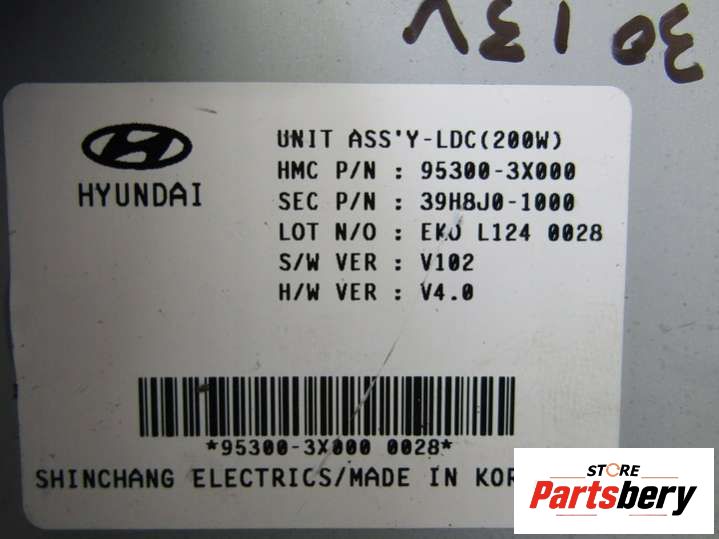 30 13V
HYUNDAI
UNIT ASS'Y-LDC(200W)
HMC P/N : 95300-3X000
SEC P/N : 39H8J0-1000
LOT N/O : EKO L124 0028
S/W VER : V102
H/W VER : V4.0
*95300-3X000 0028*
SHINCHANG ELECTRICS/MADE IN KOR
STORE
Partsbery